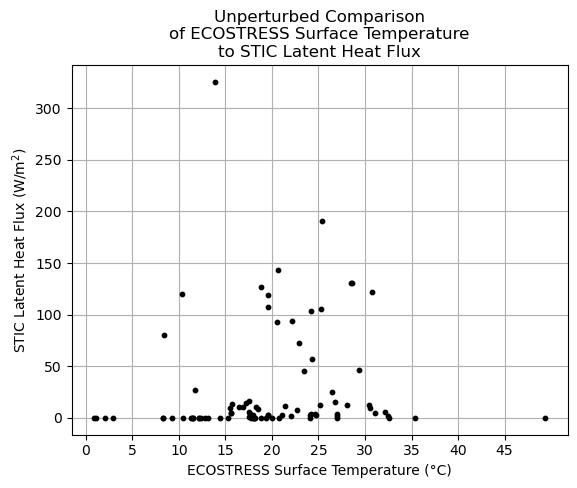 Unperturbed Comparison
of ECOSTRESS Surface Temperature
to STIC Latent Heat Flux
STIC Latent Heat Flux (W/m²)
300
250
200
150
100
50
0
0 5 10 15 20 25 30 35 40 45
ECOSTRESS Surface Temperature (°C)